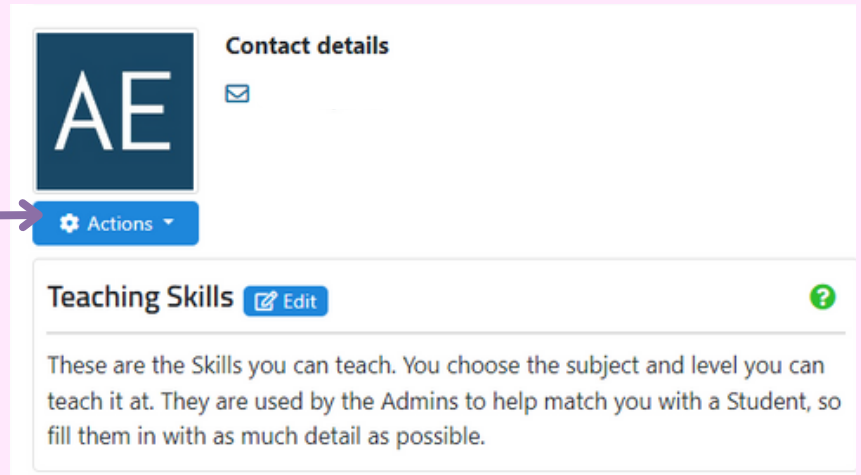 AE
Contact details
Actions
Teaching Skills Edit
These are the Skills you can teach. You choose the subject and level you can
teach it at. They are used by the Admins to help match you with a Student, so
fill them in with as much detail as possible.